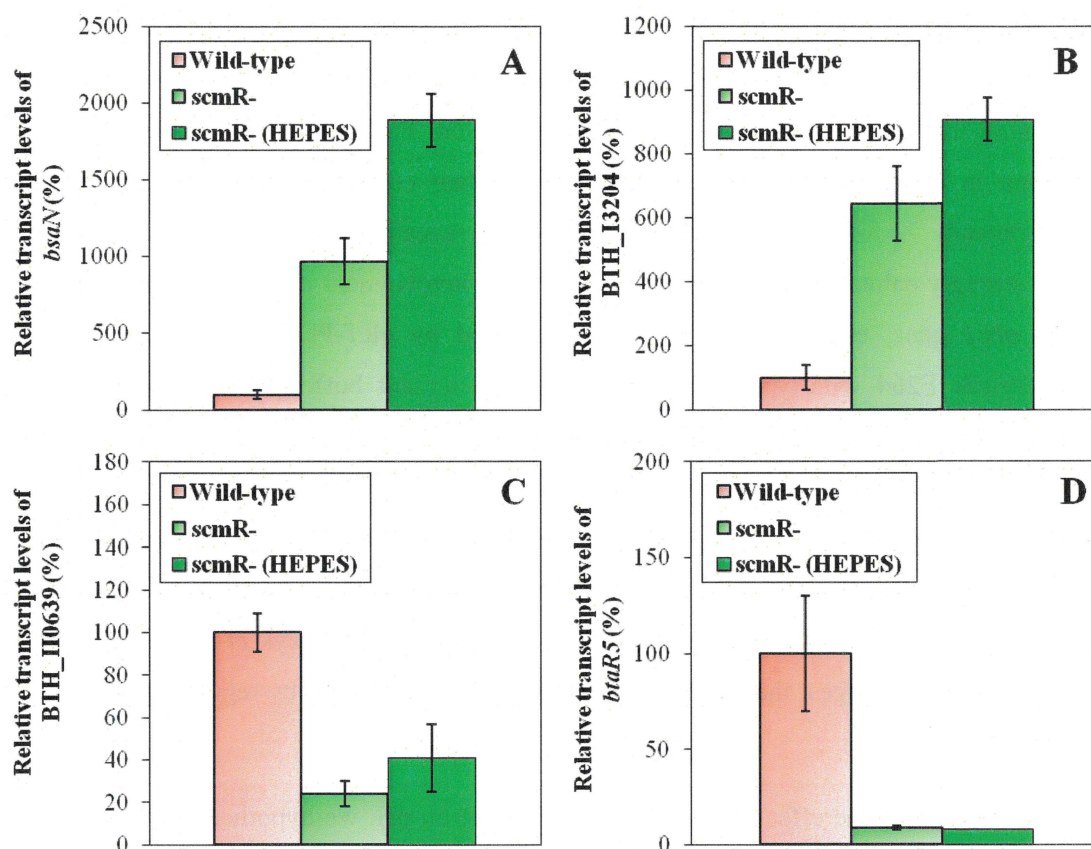 Relative transcript levels of
bsaN (%)
2500
2000
1500
1000
500
0
Wild-type
scmR-
scmR- (HEPES)
A
Relative transcript levels of
BTH_I3204 (%)
1200
1000
800
600
400
200
0
Wild-type
scmR-
scmR- (HEPES)
B
Relative transcript levels of
BTH_II0639 (%)
180
160
140
120
100
80
60
40
20
0
Wild-type
scmR-
scmR- (HEPES)
C
Relative transcript levels of
btaR5 (%)
200
150
100
50
0
Wild-type
scmR-
scmR- (HEPES)
D